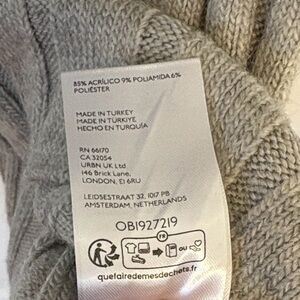 85% ACRÍLICO 9% POLIAMIDA 6%
POLIÉSTER
MADE IN TURKEY
MADE IN TÜRKIYE
HECHO EN TURQUÍA
RN 66170
CA 32054
URBN UK Ltd
146 Brick Lane,
LONDON, E1 6RU
LEIDSESTRAAT 32, 1017 PB
AMSTERDAM, NETHERLANDS
OB1927219
FR
OU
quefairedemesdechets.fr